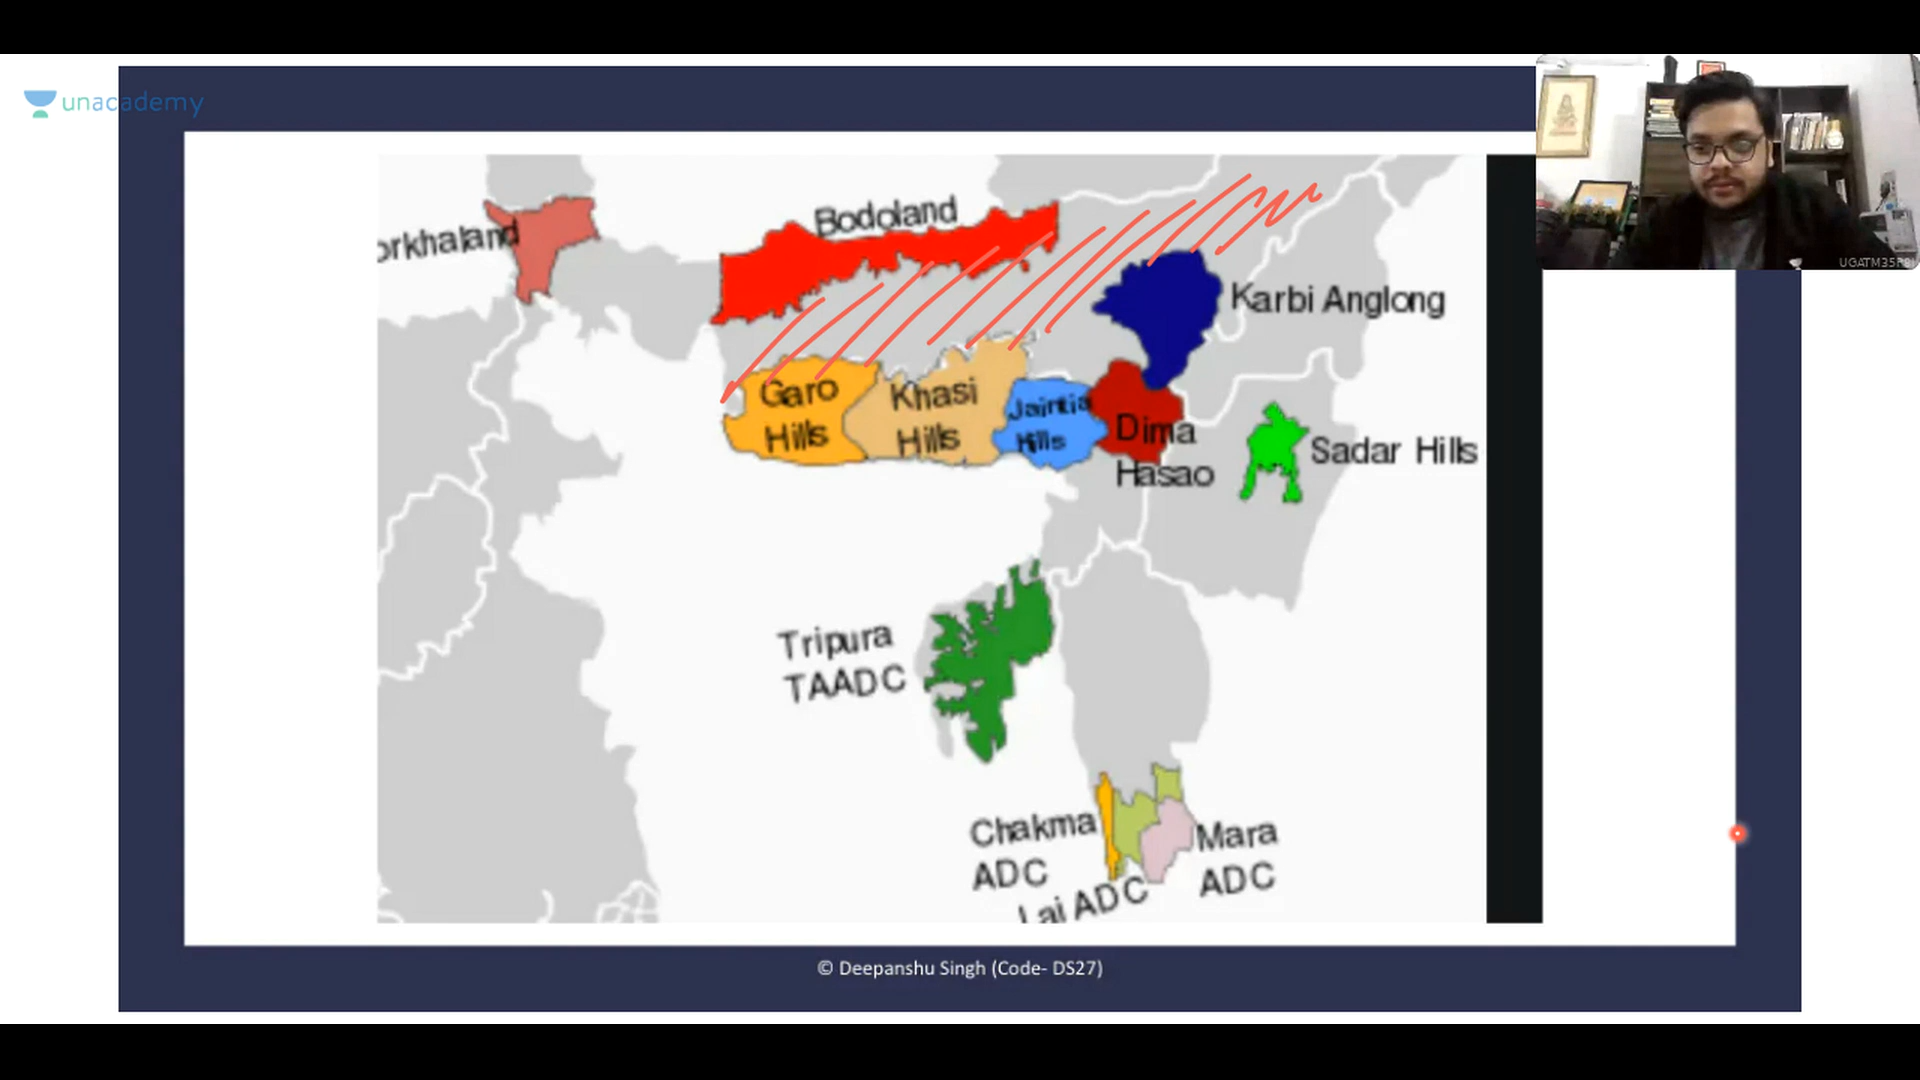 unacademy
orkhaland
Bodoland
Karbi Anglong
Garo
Hills
Khasi
Hills
Jaintia
Hills
Dima
Hasao
Sadar Hills
Tripura
TAADC
Chakma
ADC
Lai ADC
Mara
ADC
© Deepanshu Singh (Code- DS27)